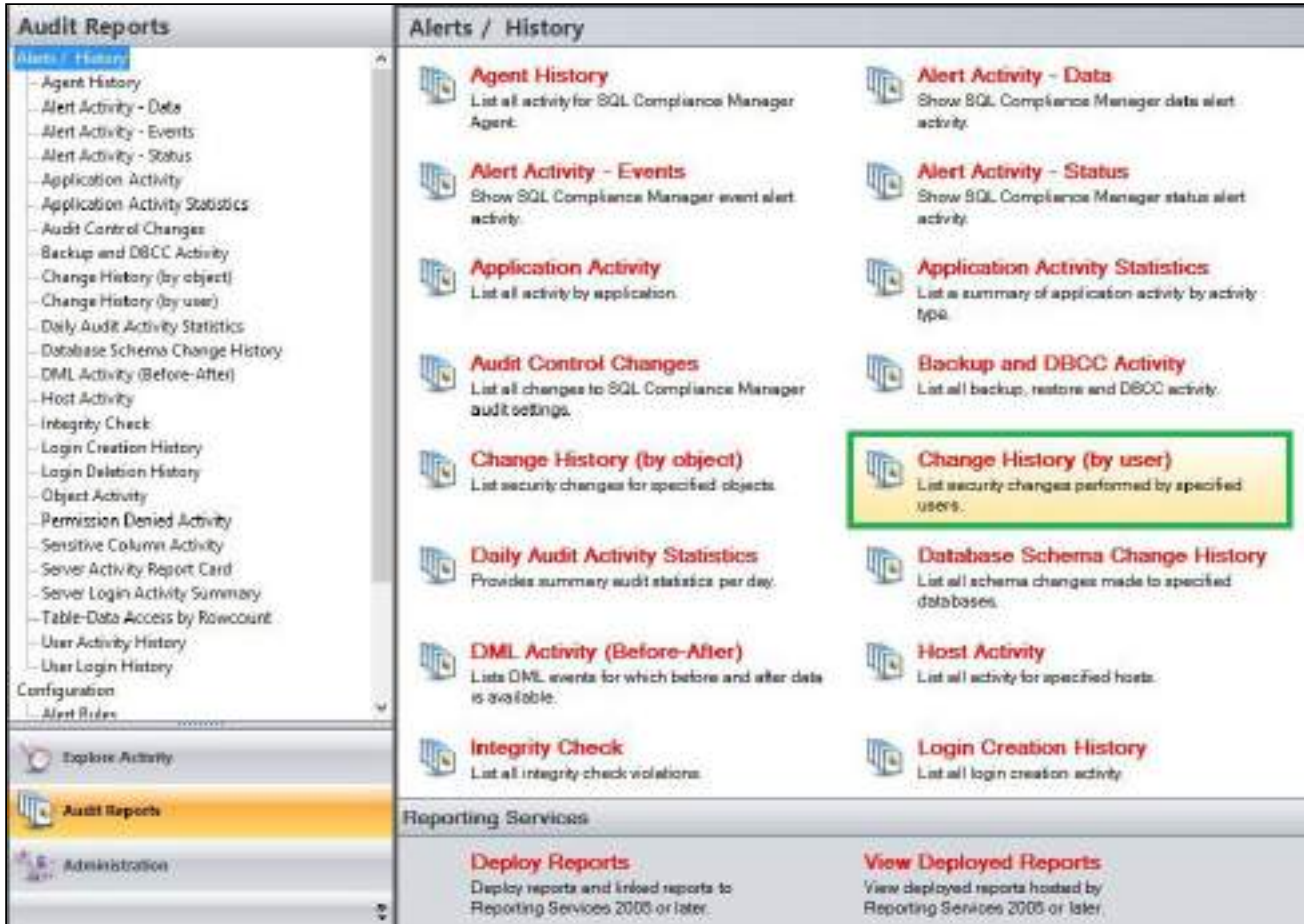 Audit Reports
Alerts / History
Agent History
Alert Activity - Data
Alert Activity - Events
Alert Activity - Status
Application Activity
Application Activity Statistics
Audit Control Changes
Backup and DBCC Activity
Change History (by object)
Change History (by user)
Daily Audit Activity Statistics
Database Schema Change History
DML Activity (Before-After)
Host Activity
Integrity Check
Login Creation History
Login Deletion History
Object Activity
Permission Denied Activity
Sensitive Column Activity
Server Activity Report Card
Server Login Activity Summary
Table-Data Access by Rowcount
User Activity History
User Login History
Configuration
Alert Rules
Explore Activity
Audit Reports
Administration
Alerts / History
Agent History
List all activity for SQL Compliance Manager
Agent.
Alert Activity - Data
Show SQL Compliance Manager data alert
activity.
Alert Activity - Events
Show SQL Compliance Manager event alert
activity.
Alert Activity - Status
Show SQL Compliance Manager status alert
activity.
Application Activity
List all activity by application.
Application Activity Statistics
List a summary of application activity by activity
type.
Audit Control Changes
List all changes to SQL Compliance Manager
audit settings.
Backup and DBCC Activity
List all backup, restore and DBCC activity.
Change History (by object)
List security changes for specified objects.
Change History (by user)
List security changes performed by specified
users.
Daily Audit Activity Statistics
Provides summary audit statistics per day.
Database Schema Change History
List all schema changes made to specified
databases.
DML Activity (Before-After)
Lists DML events for which before and after data
is available.
Host Activity
List all activity for specified hosts.
Integrity Check
List all integrity check violations.
Login Creation History
List all login creation activity.
Reporting Services
Deploy Reports
Deploy reports and linked reports to
Reporting Services 2005 or later.
View Deployed Reports
View deployed reports hosted by
Reporting Services 2005 or later.